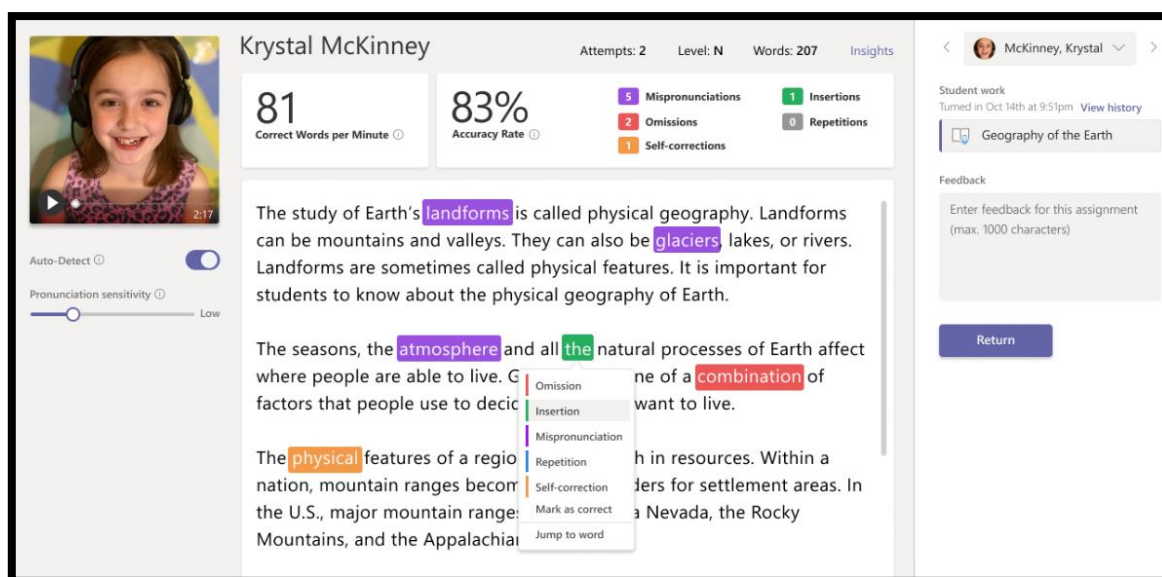 Krystal McKinney
Attempts: 2 Level: N Words: 207 Insights
81
Correct Words per Minute
83%
Accuracy Rate
5 Mispronunciations
2 Omissions
1 Self-corrections
1 Insertions
0 Repetitions
2:17
Auto-Detect
Pronunciation sensitivity
Low
The study of Earth’s landforms is called physical geography. Landforms
can be mountains and valleys. They can also be glaciers, lakes, or rivers.
Landforms are sometimes called physical features. It is important for
students to know about the physical geography of Earth.
The seasons, the atmosphere and all the natural processes of Earth affect
where people are able to live. G ne of a combination of
factors that people use to decid want to live.
The physical features of a regio h in resources. Within a
nation, mountain ranges becom ders for settlement areas. In
the U.S., major mountain range a Nevada, the Rocky
Mountains, and the Appalachia
Omission
Insertion
Mispronunciation
Repetition
Self-correction
Mark as correct
Jump to word
McKinney, Krystal
Student work
Turned in Oct 14th at 9:51pm View history
Geography of the Earth
Feedback
Enter feedback for this assignment
(max. 1000 characters)
Return